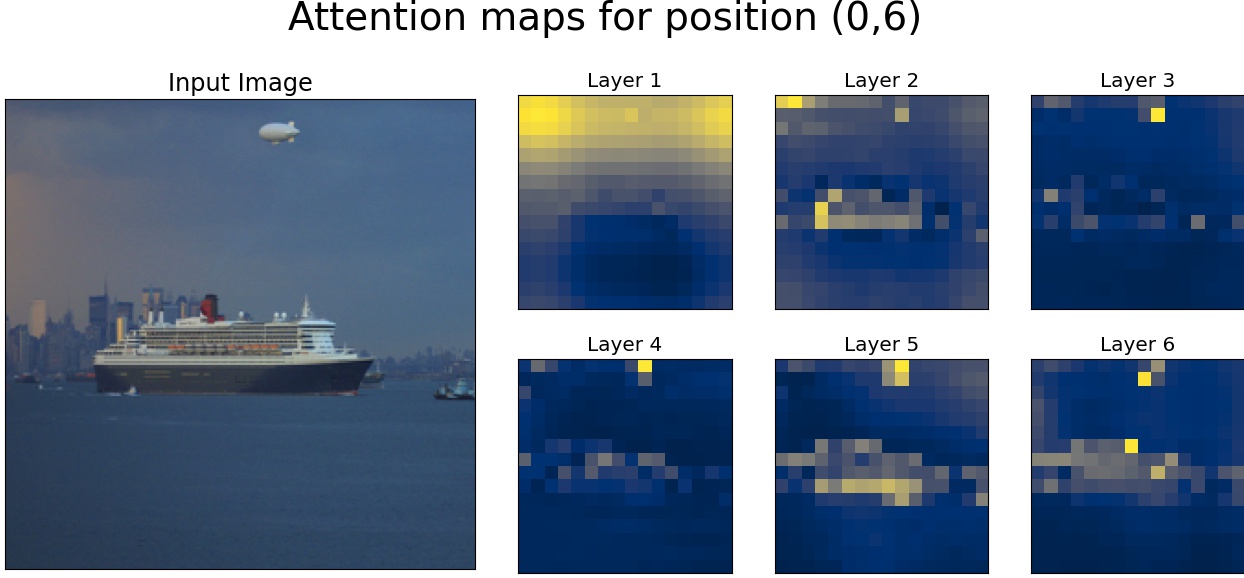 Attention maps for position (0,6)
Input Image
Layer 1
Layer 2
Layer 3
Layer 4
Layer 5
Layer 6